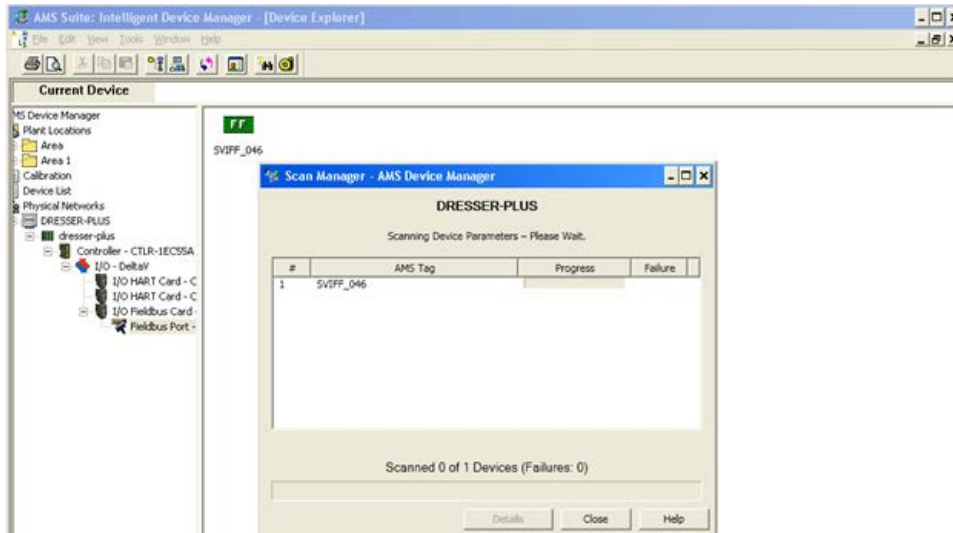 AMS Suite: Intelligent Device Manager - [Device Explorer]
File Edit View Tools Window Help
Current Device
MS Device Manager
Plant Locations
Area
Area 1
Calibration
Device List
Physical Networks
DRESSER-PLUS
dresser-plus
Controller - CTLR-1EC55A
I/O - DeltaV
I/O HART Card - C
I/O HART Card - C
I/O Fieldbus Card -
Fieldbus Port -
FF
SVIFF_046
Scan Manager - AMS Device Manager
DRESSER-PLUS
Scanning Device Parameters – Please Wait.
# AMS Tag Progress Failure
1 SVIFF_046
Scanned 0 of 1 Devices (Failures: 0)
Details Close Help